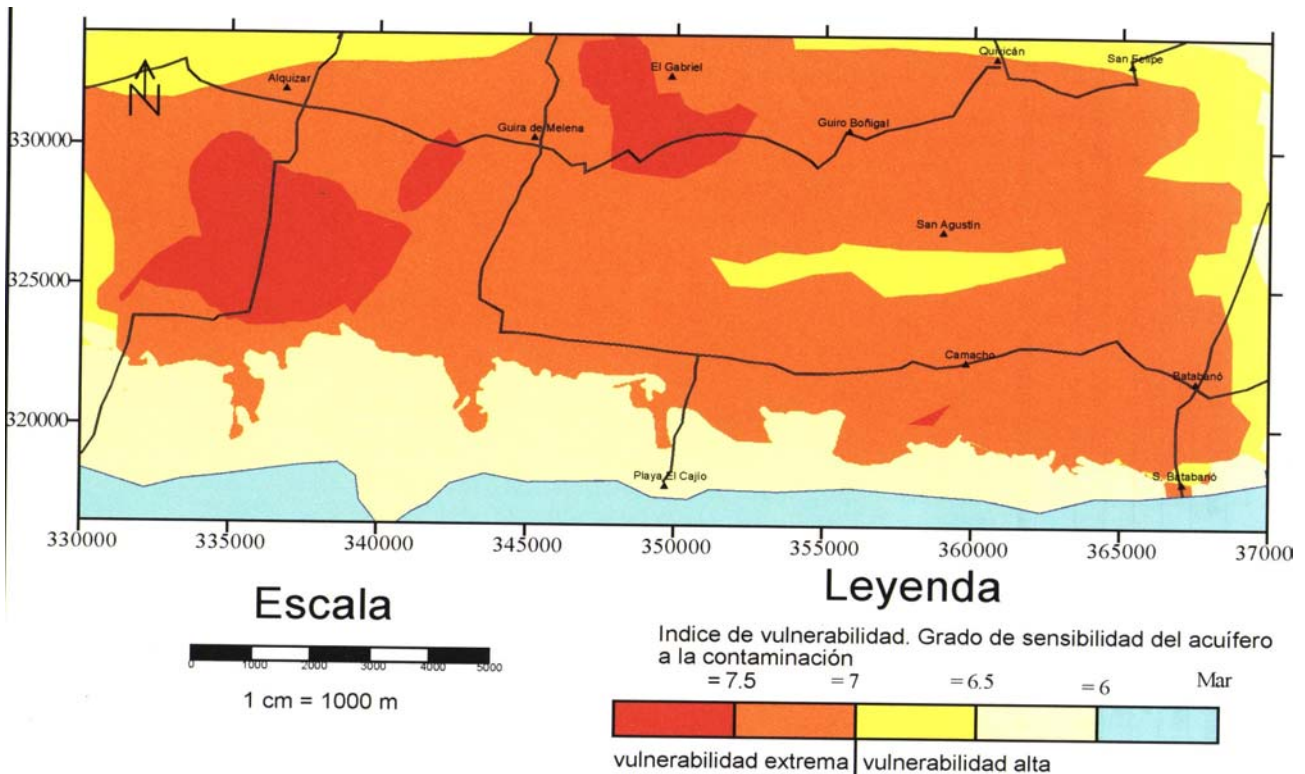 Quivicán
San Felipe
El Gabriel
Alquizar
N
Guira de Melena
Guiro Boñigal
330000
San Agustin
325000
Camacho
Batabanó
320000
Playa El Cajío
S. Batabanó
330000 335000 340000 345000 350000 355000 360000 365000 37000
Escala
0 1000 2000 3000 4000 5000
1 cm = 1000 m
Leyenda
Indice de vulnerabilidad. Grado de sensibilidad del acuífero
a la contaminación
= 7.5 = 7 = 6.5 = 6 Mar
vulnerabilidad extrema vulnerabilidad alta